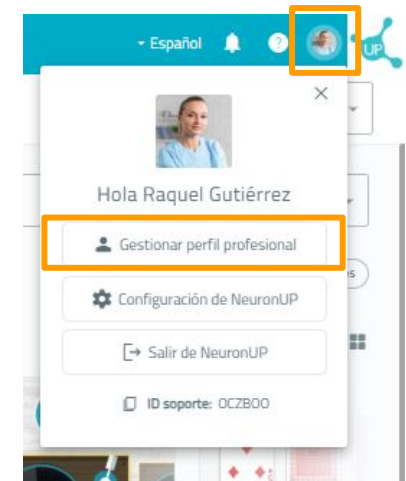 Español
?
UP
Hola Raquel Gutiérrez
Gestionar perfil profesional
s
Configuración de NeuronUP
Salir de NeuronUP
ID soporte: OCZBOO